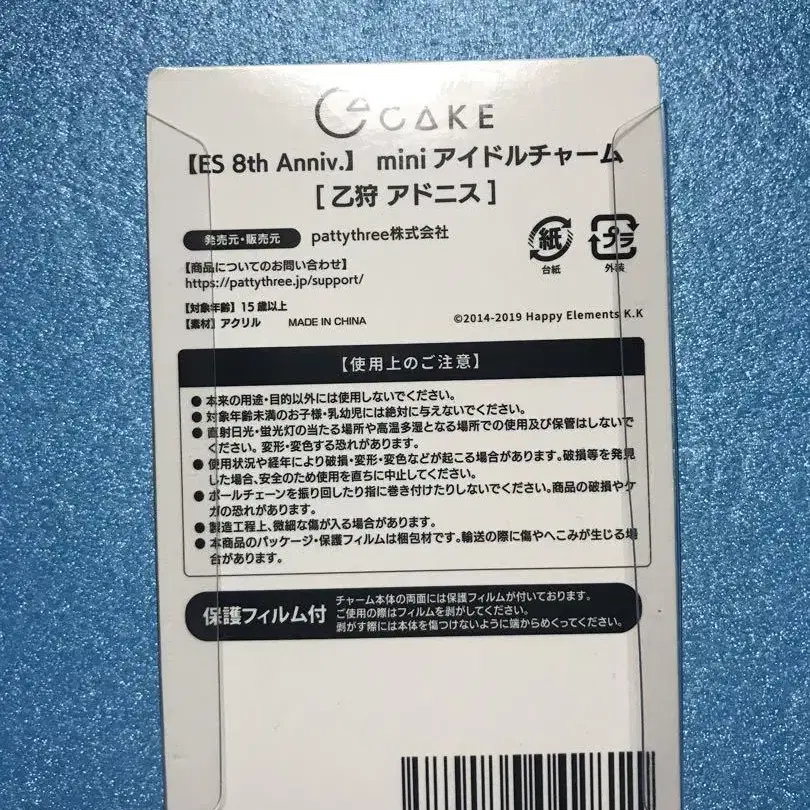 CAKE
【ES 8th Anniv.】 mini アイドルチャーム
[ 乙狩 アドニス ]
発売元・販売元 pattythree株式会社
【商品についてのお問い合わせ】
https://pattythree.jp/support/
【対象年齢】15歳以上
【素材】アクリル MADE IN CHINA
紙
台紙
プラ
外装
©2014-2019 Happy Elements K.K
【使用上のご注意】
● 本来の用途・目的以外には使用しないでください。
● 対象年齢未満のお子様・乳幼児には絶対に与えないでください。
● 直射日光・蛍光灯の当たる場所や高温多湿となる場所での使用及び保管はしないで
ください。変形・変色する恐れがあります。
● 使用状況や経年により破損・変形・変色などが起こる場合があります。破損等を発見
した場合、安全のため使用を直ちに中止してください。
● ボールチェーンを振り回したり指に巻き付けたりしないでください。商品の破損やケ
ガの恐れがあります。
● 製造工程上、微細な傷が入る場合があります。
● 本商品のパッケージ・保護フィルムは梱包材です。輸送の際に傷やへこみが生じる場
合があります。
保護フィルム付
チャーム本体の両面には保護フィルムが付いております。
ご使用の際はフィルムを剥がしてください。
剥がす際には本体を傷つけないように端からめくってください。